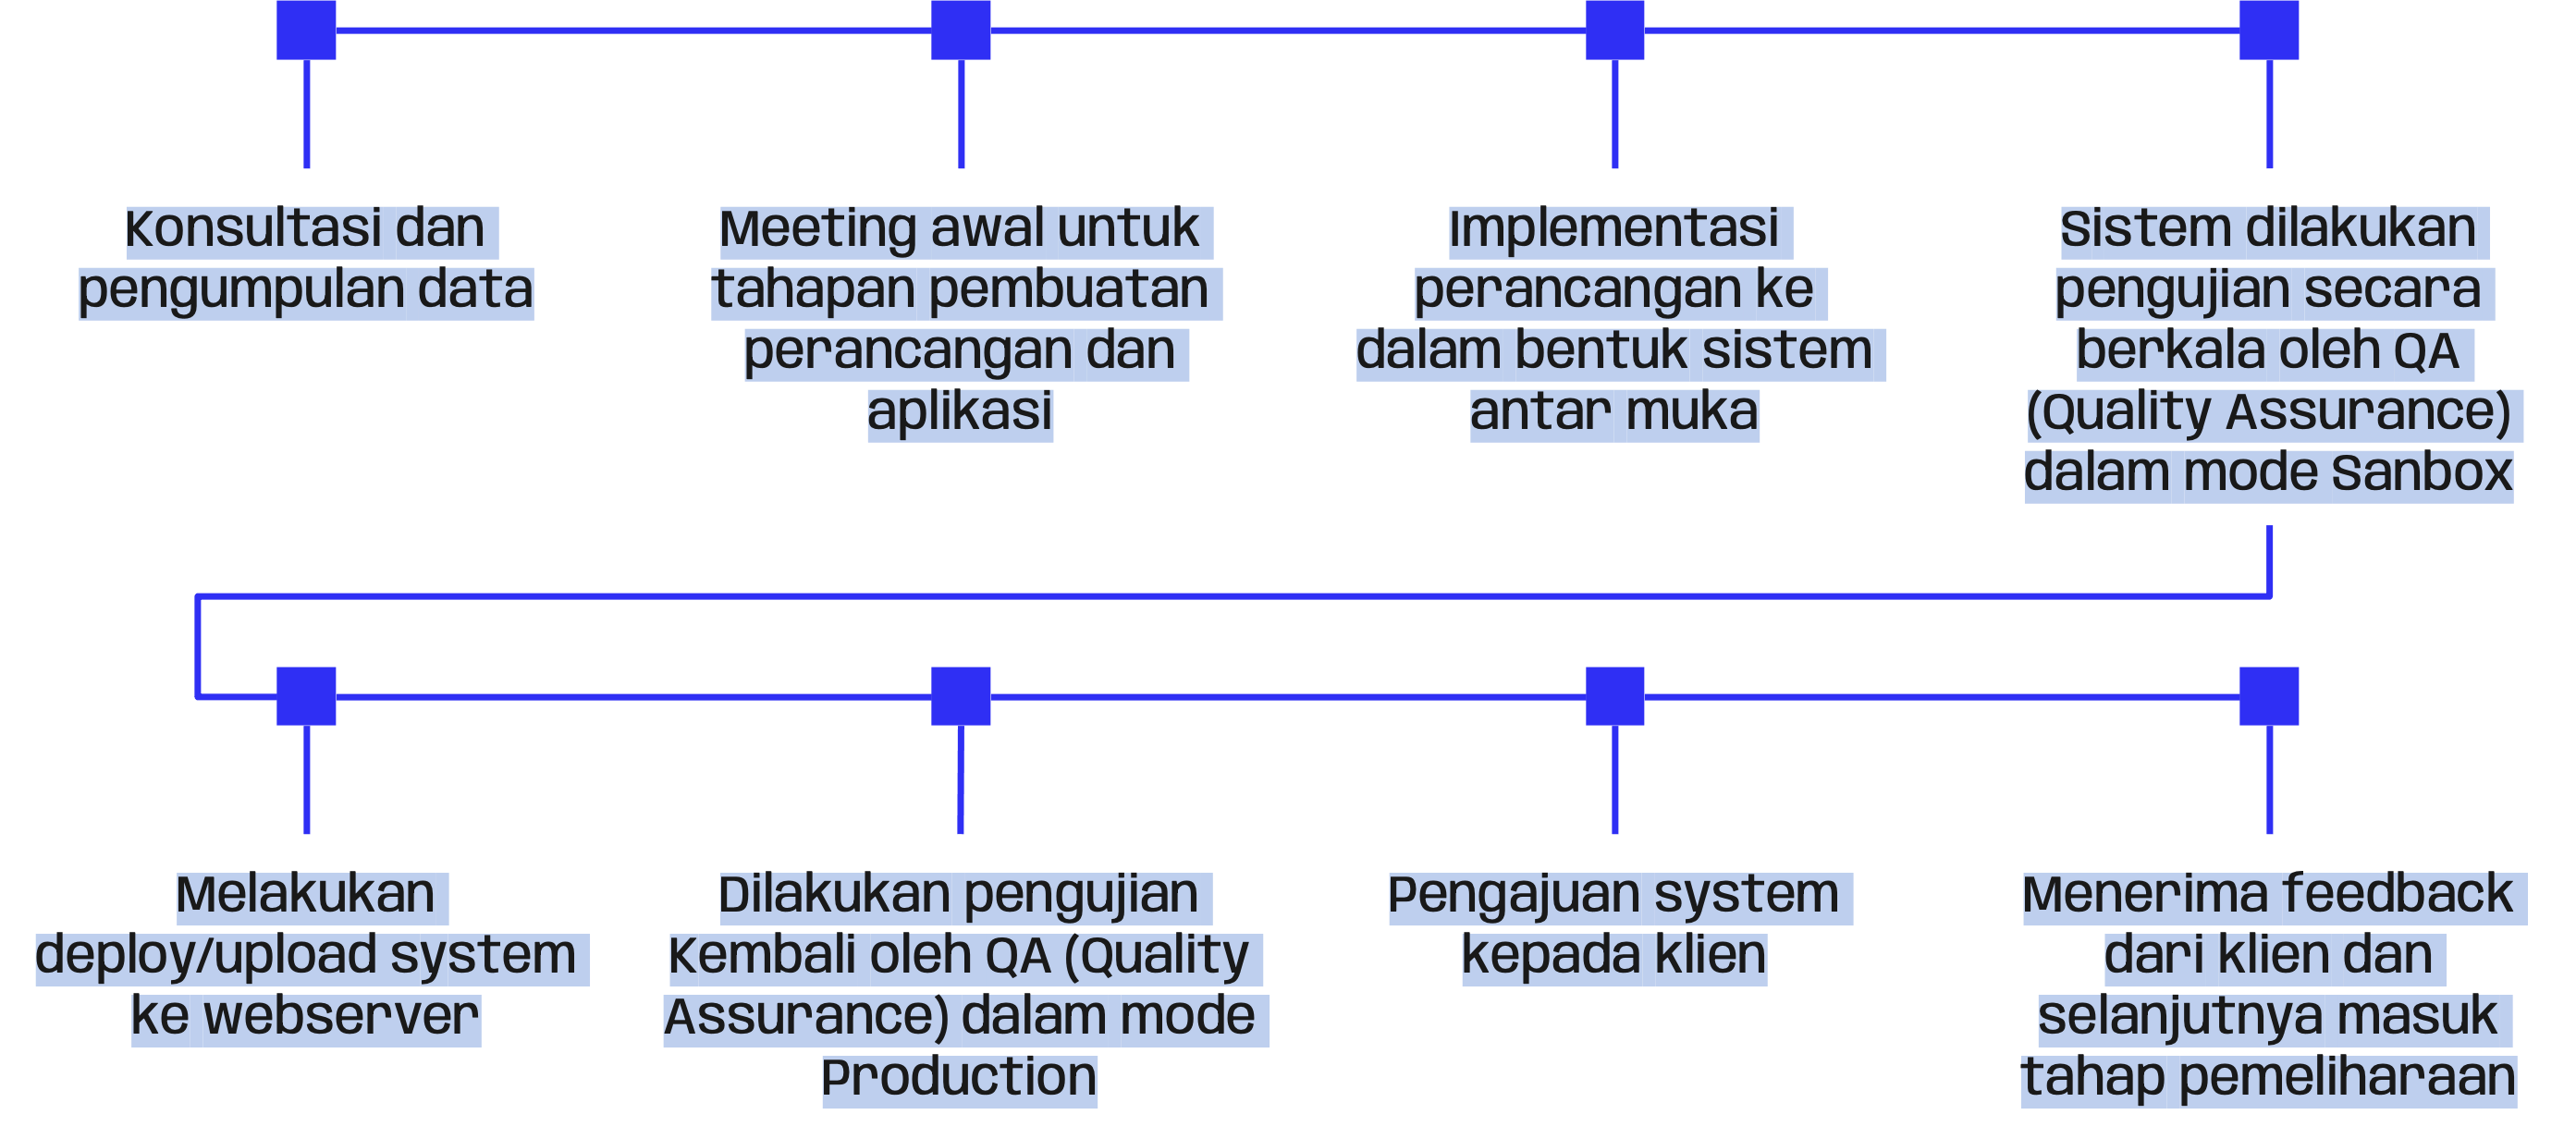 Konsultasi dan
pengumpulan data
Meeting awal untuk
tahapan pembuatan
perancangan dan
aplikasi
Implementasi
perancangan ke
dalam bentuk sistem
antar muka
Sistem dilakukan
pengujian secara
berkala oleh QA
(Quality Assurance)
dalam mode Sanbox
Melakukan
deploy/upload system
ke webserver
Dilakukan pengujian
Kembali oleh QA (Quality
Assurance) dalam mode
Production
Pengajuan system
kepada klien
Menerima feedback
dari klien dan
selanjutnya masuk
tahap pemeliharaan